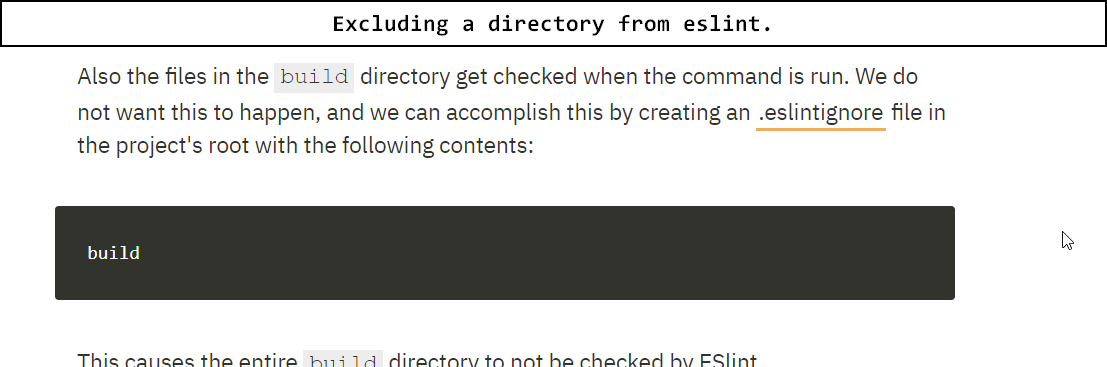 Excluding a directory from eslint.
Also the files in the build directory get checked when the command is run. We do
not want this to happen, and we can accomplish this by creating an .eslintignore file in
the project's root with the following contents:
build
This causes the entire build directory to not be checked by ESlint